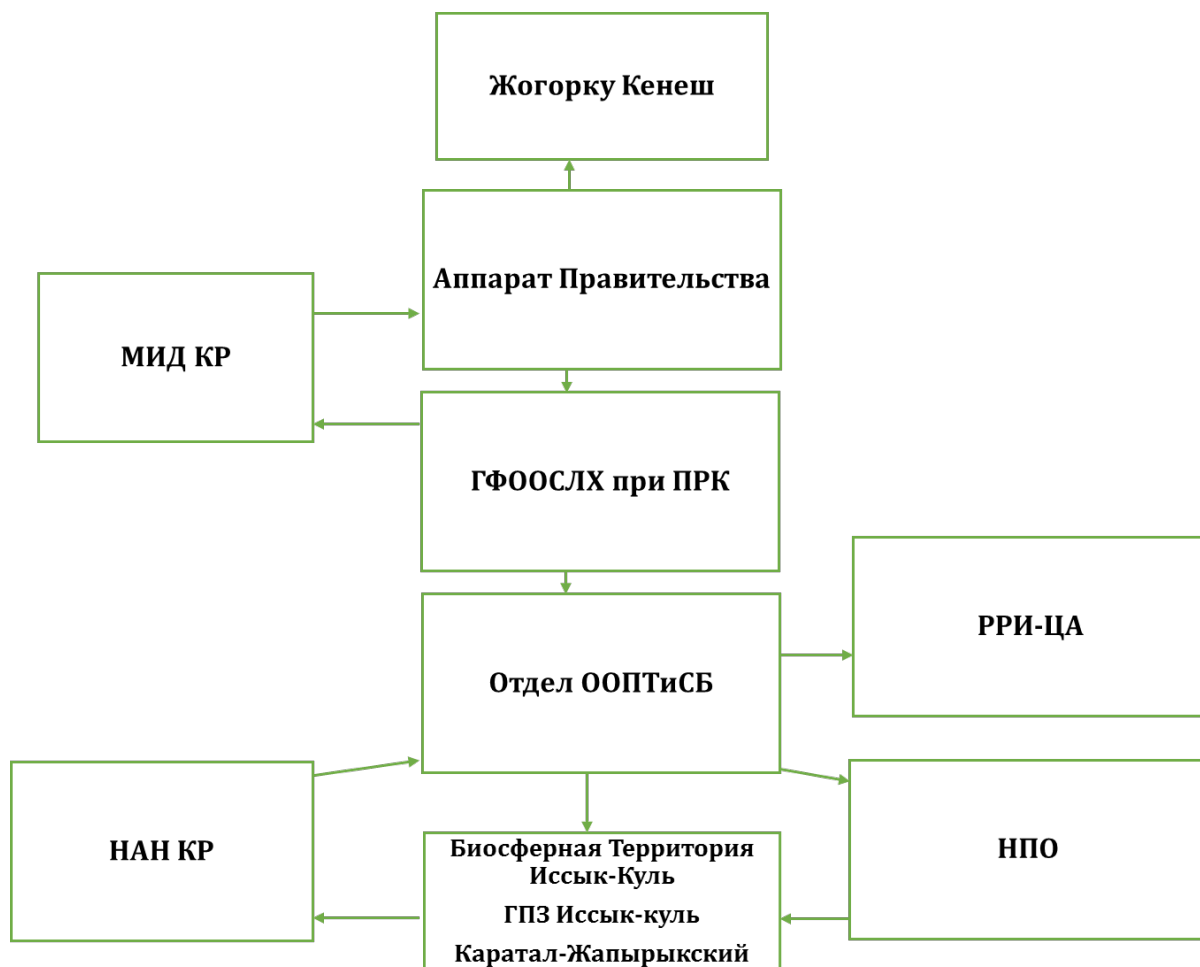 Жогорку Кенеш
Аппарат Правительства
МИД КР
ГФООСЛХ при ПРК
РРИ-ЦА
Отдел ООПТиСБ
НАН КР
НПО
Биосферная Территория
Иссык-Куль
ГПЗ Иссык-куль
Каратал-Жапырыкский